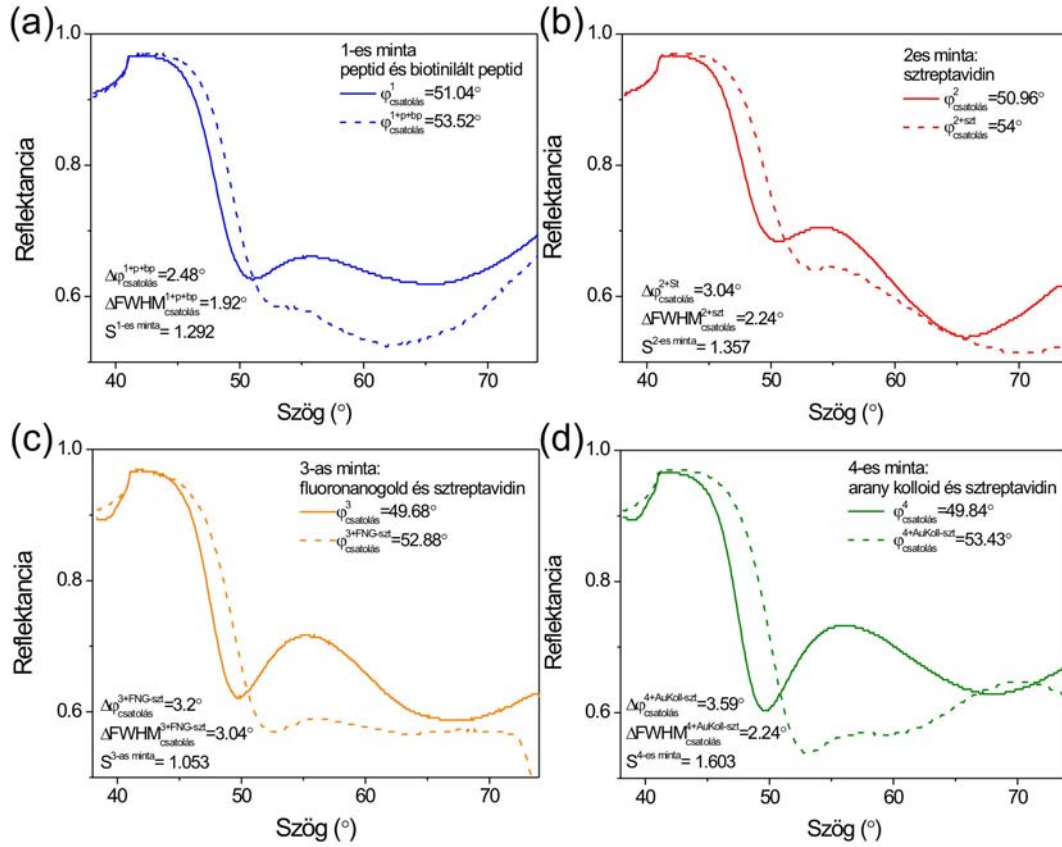 (a)
1-es minta
peptid és biotinilált peptid
φ¹csatolás=51.04°
φ¹⁺ᵖ⁺ᵇᵖcsatolás=53.52°
Δφ¹⁺ᵖ⁺ᵇᵖcsatolás=2.48°
ΔFWHM¹⁺ᵖ⁺ᵇᵖcsatolás=1.92°
S1-es minta= 1.292
1.0
0.8
0.6
Reflektancia
40 50 60 70
Szög (°)
(b)
2es minta:
sztreptavidin
φ²csatolás=50.96°
φ2+sztcsatolás=54°
Δφ2+Stcsatolás=3.04°
ΔFWHM2+sztcsatolás=2.24°
S2-es minta= 1.357
1.0
0.8
0.6
Reflektancia
40 50 60 70
Szög (°)
(c)
3-as minta:
fluoronanogold és sztreptavidin
φ³csatolás=49.68°
φ3+FNG-sztcsatolás=52.88°
Δφ3+FNG-sztcsatolás=3.2°
ΔFWHM3+FNG-sztcsatolás=3.04°
S3-as minta= 1.053
1.0
0.8
0.6
Reflektancia
40 50 60 70
Szög (°)
(d)
4-es minta:
arany kolloid és sztreptavidin
φ⁴csatolás=49.84°
φ4+AuKoll-sztcsatolás=53.43°
Δφ4+AuKoll-sztcsatolás=3.59°
ΔFWHM4+AuKoll-sztcsatolás=2.24°
S4-es minta= 1.603
1.0
0.8
0.6
Reflektancia
40 50 60 70
Szög (°)